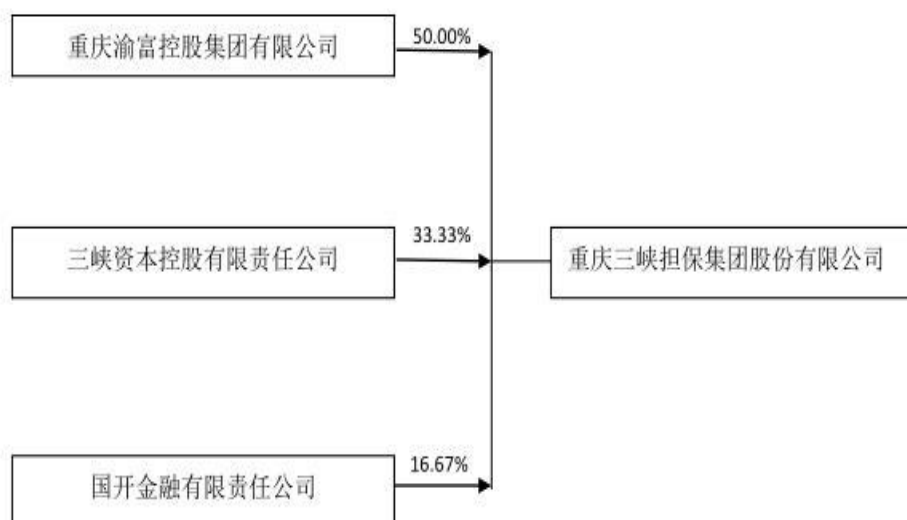 重庆渝富控股集团有限公司
50.00%
三峡资本控股有限责任公司
33.33%
重庆三峡担保集团股份有限公司
国开金融有限责任公司
16.67%